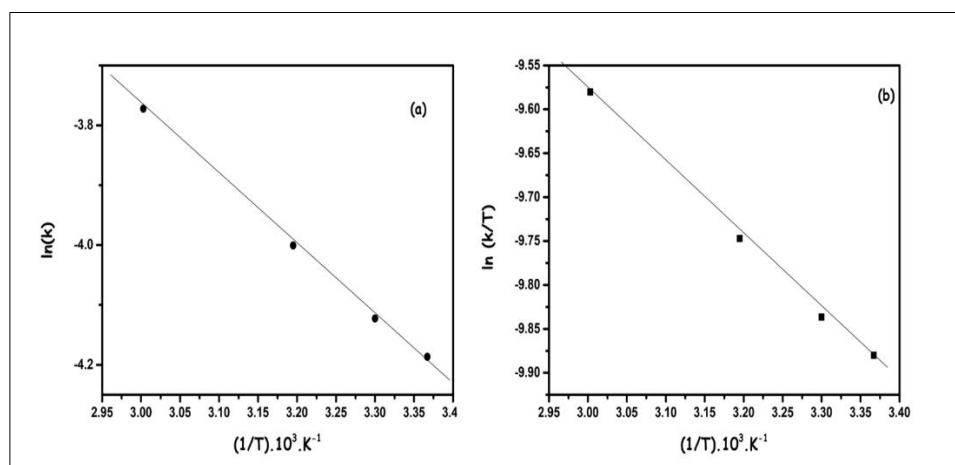 (a)
ln(k)
-3.8
-4.0
-4.2
2.95 3.00 3.05 3.10 3.15 3.20 3.25 3.30 3.35 3.4
(1/T).10³.K⁻¹
(b)
ln (k/T)
-9.55
-9.60
-9.65
-9.70
-9.75
-9.80
-9.85
-9.90
2.95 3.00 3.05 3.10 3.15 3.20 3.25 3.30 3.35 3.40
(1/T).10³.K⁻¹